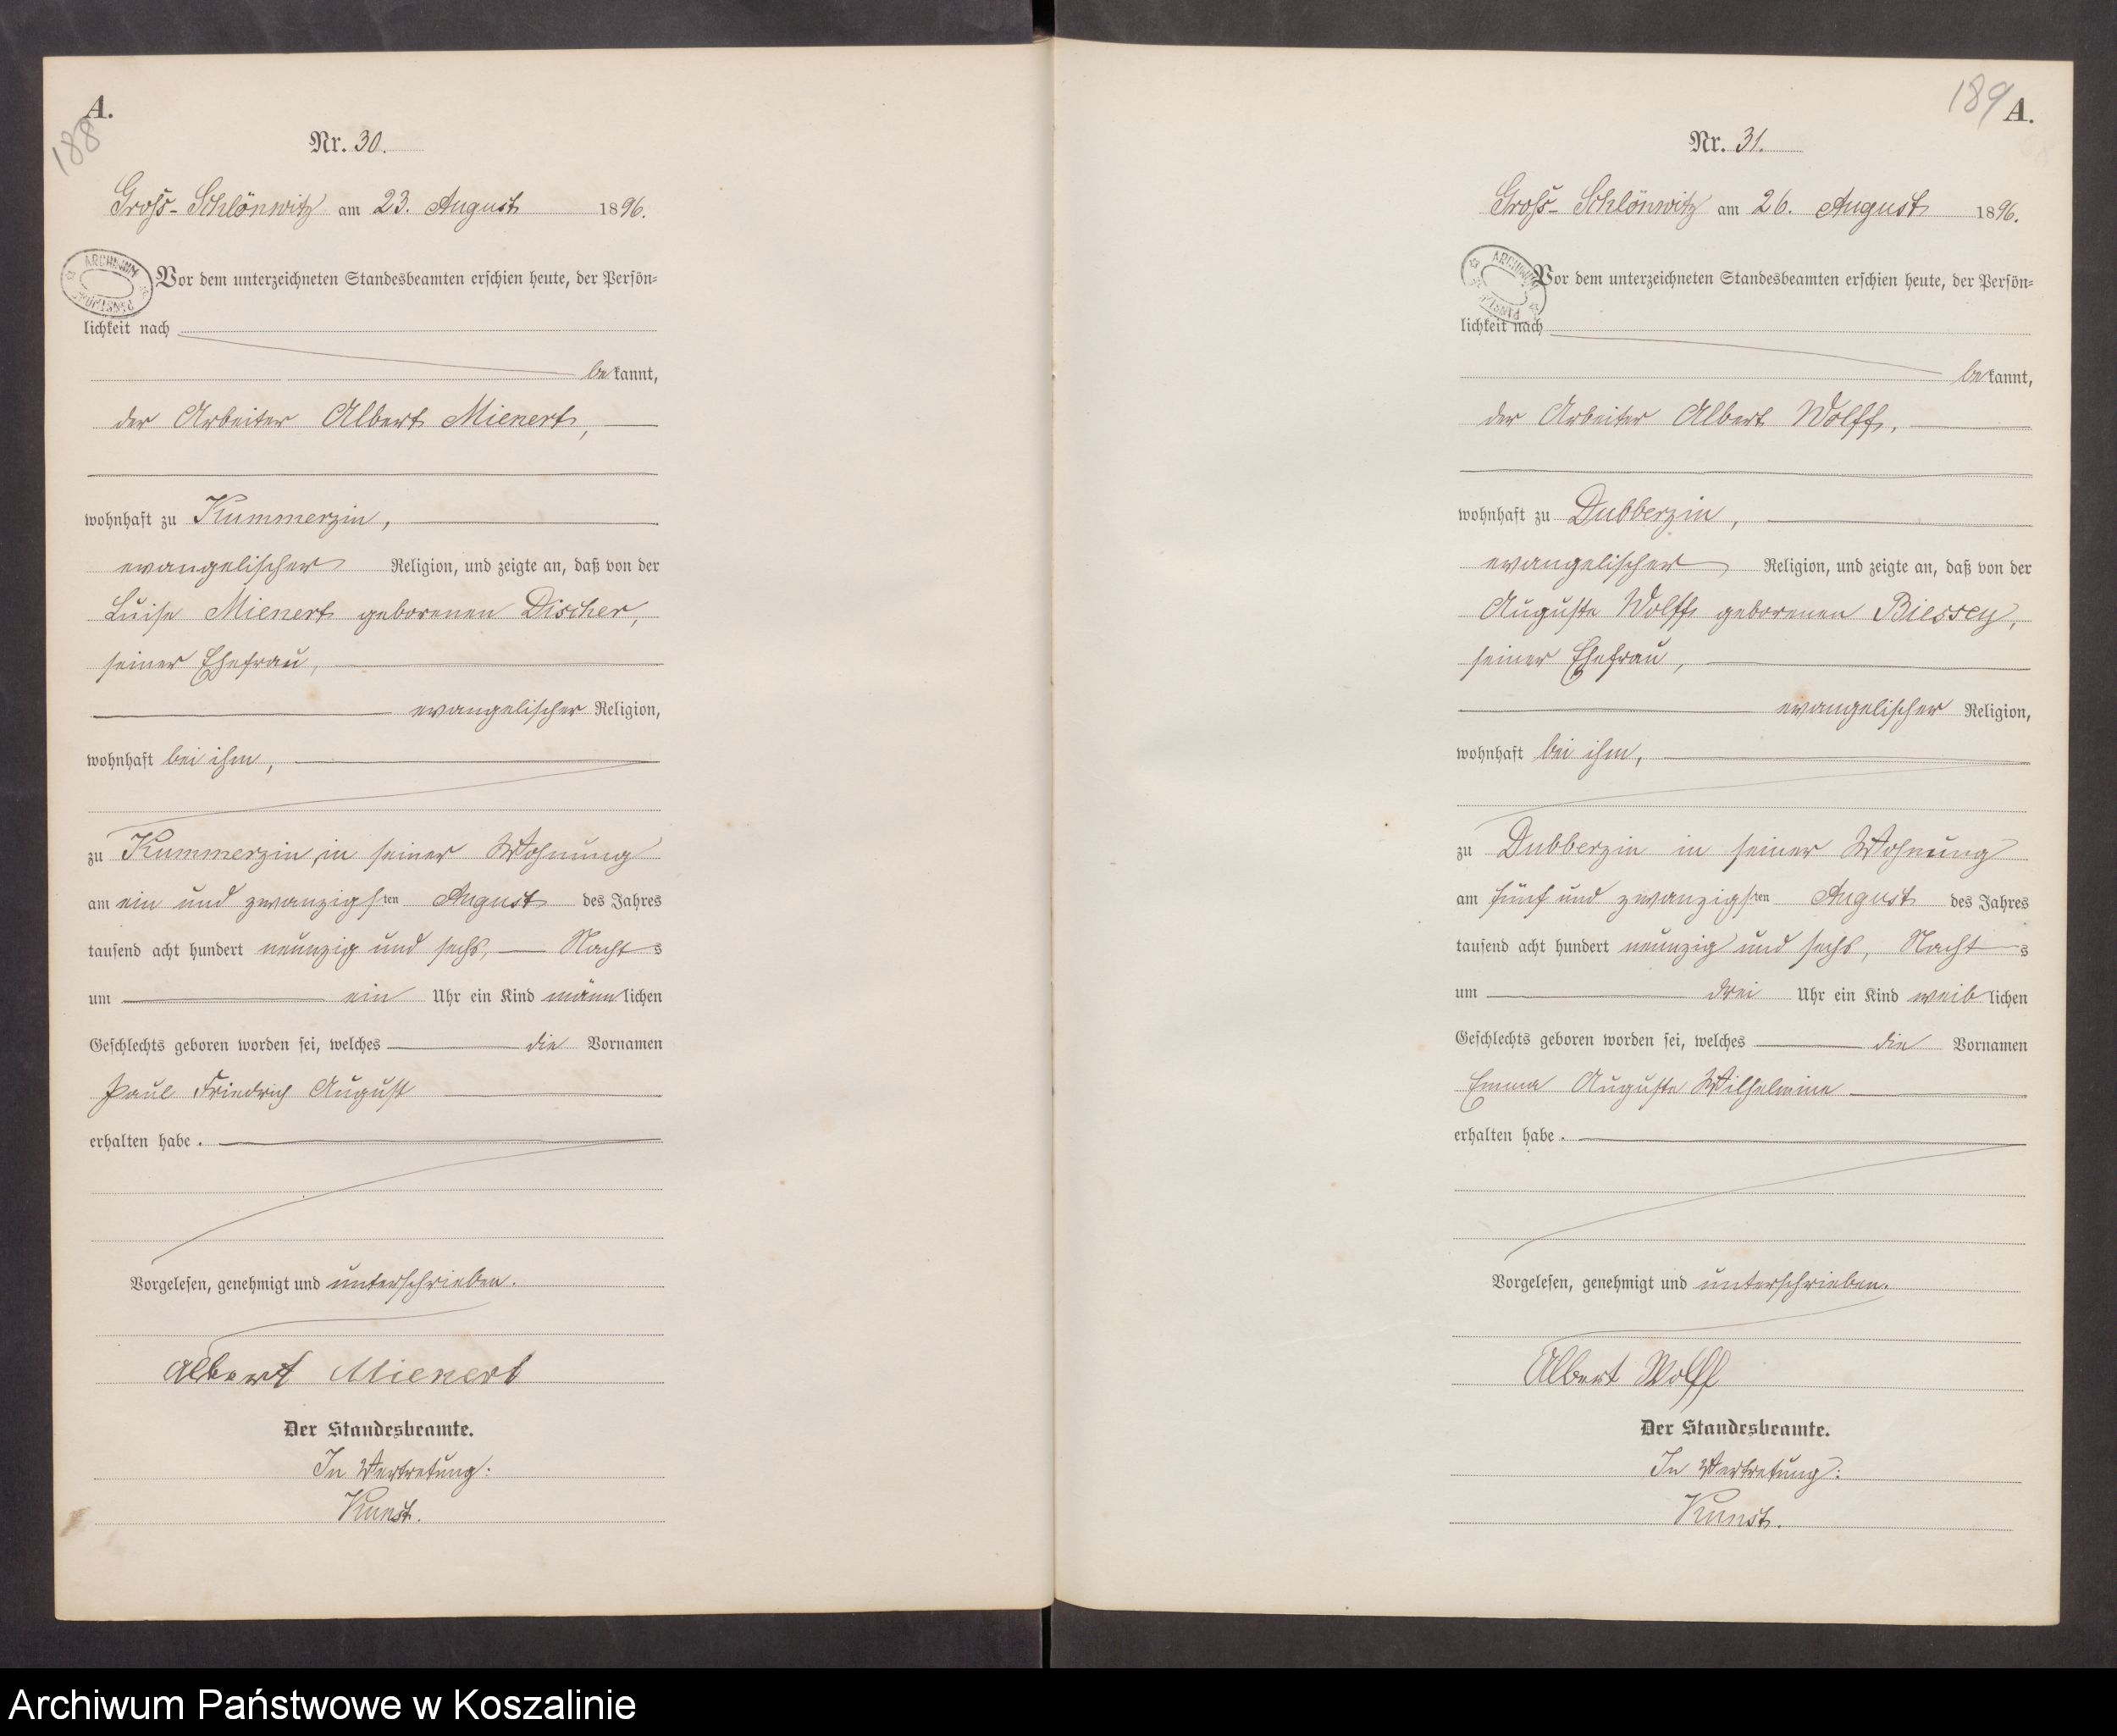 A.
188
Nr. 30.
Gross-Schlönwitz am 23. August 1896.
ARCHIWUM
Vor dem unterzeichneten Standesbeamten erschien heute, der Persön-
lichkeit nach
bekannt,
der Arbeiter Albert Mienert,
wohnhaft zu Kummerzin,
evangelischer Religion, und zeigte an, daß von der
Luise Mienert geborenen Discher,
seiner Ehefrau,
evangelischer Religion,
wohnhaft bei ihm,
zu Kummerzin, in seiner Wohnung
am ein und zwanzigsten August des Jahres
tausend acht hundert neunzig und sechs, Nachts
um ein Uhr ein Kind männlichen
Geschlechts geboren worden sei, welches die Vornamen
Paul Friedrich August
erhalten habe.
Vorgelesen, genehmigt und unterschrieben.
Albert Mienert
Der Standesbeamte.
In Vertretung:
Kunst.
189
A.
Nr. 31.
Gross-Schlönwitz am 26. August 1896.
ARCHIWUM
Vor dem unterzeichneten Standesbeamten erschien heute, der Persön-
lichkeit nach
bekannt,
der Arbeiter Albert Wolff,
wohnhaft zu Dubberzin,
evangelischer Religion, und zeigte an, daß von der
Auguste Wolff geborenen Biessey,
seiner Ehefrau,
evangelischer Religion,
wohnhaft bei ihm,
zu Dubberzin in seiner Wohnung
am fünf und zwanzigsten August des Jahres
tausend acht hundert neunzig und sechs, Nachts
um drei Uhr ein Kind weiblichen
Geschlechts geboren worden sei, welches die Vornamen
Emma Auguste Wilhelmine
erhalten habe.
Vorgelesen, genehmigt und unterschrieben.
Albert Wolff
Der Standesbeamte.
In Vertretung:
Kunst.
Archiwum Państwowe w Koszalinie